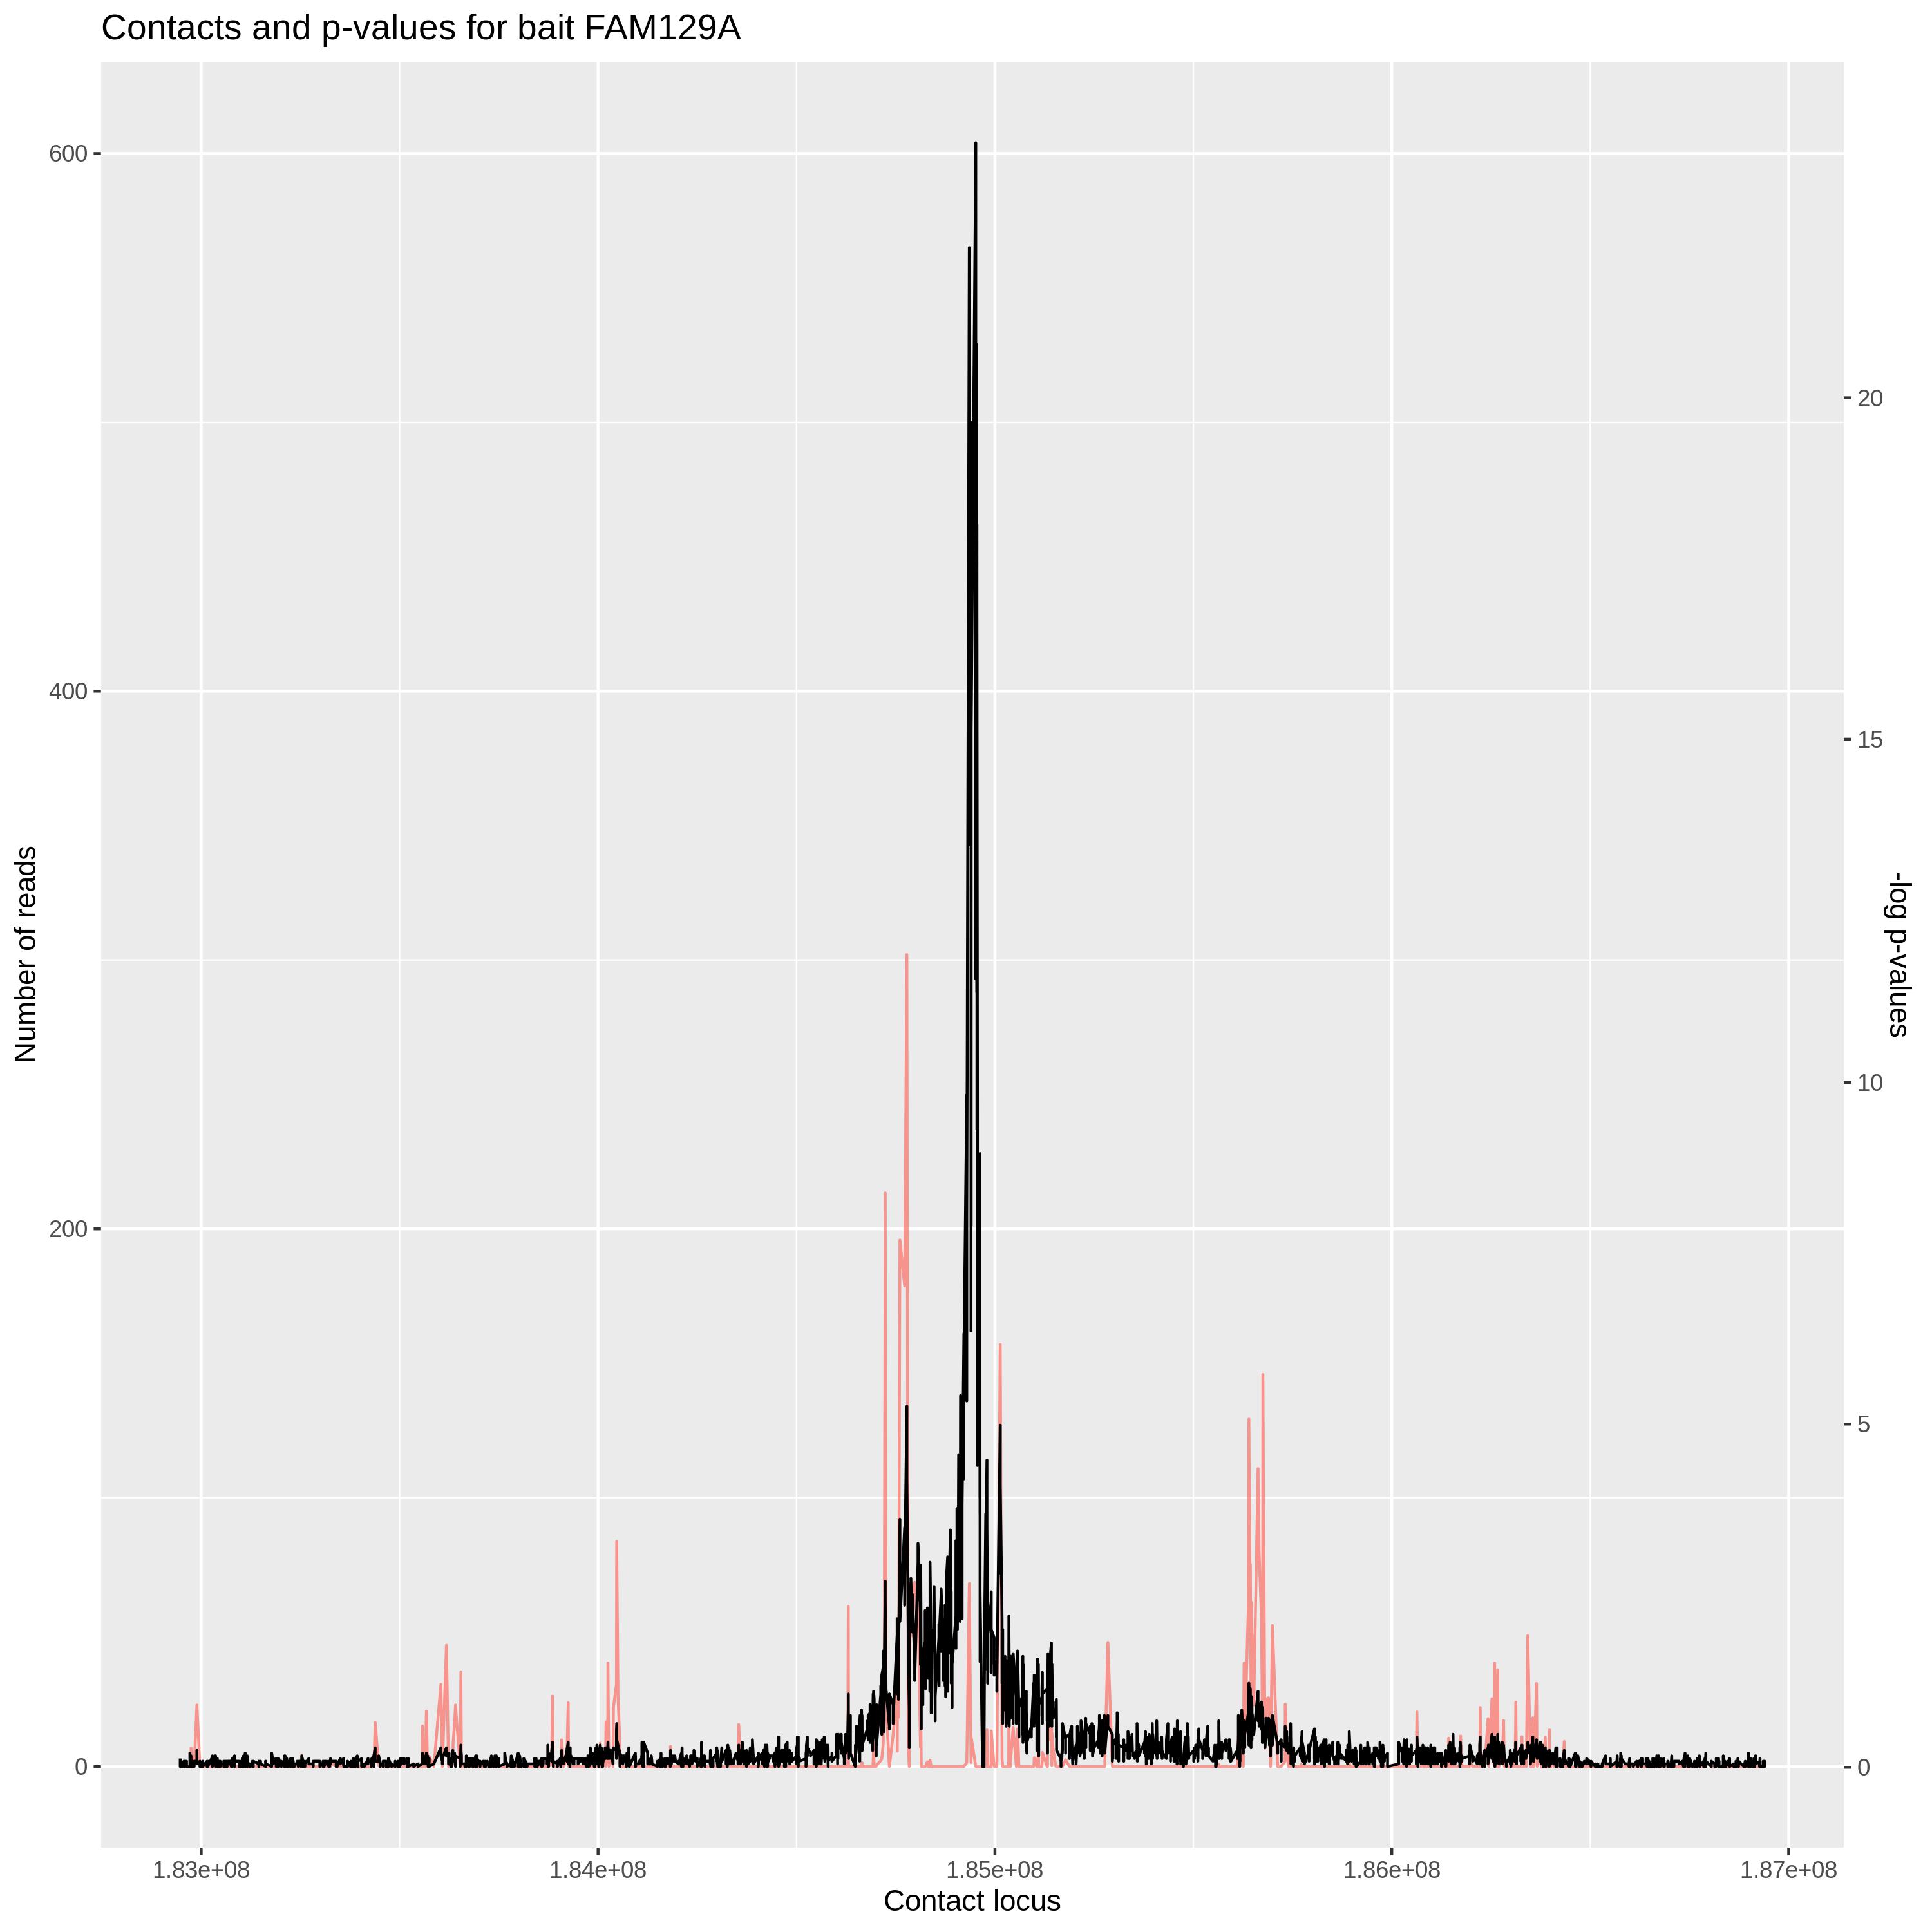 Contacts and p-values for bait FAM129A
600
400
200
0
Number of reads
20
15
10
5
0
-log p-values
1.83e+08 1.84e+08 1.85e+08 1.86e+08 1.87e+08
Contact locus